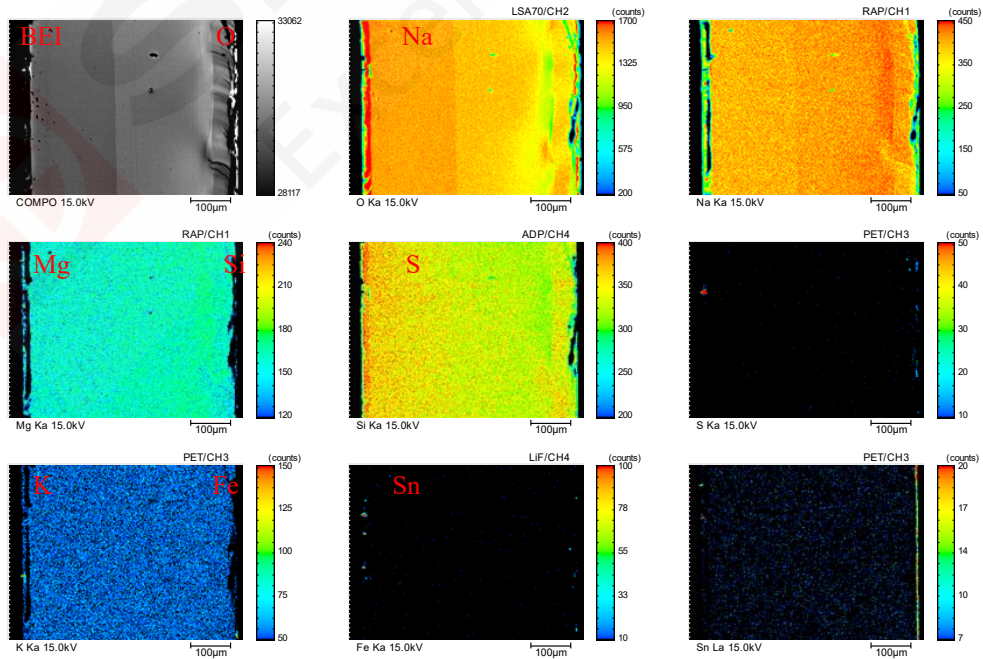 LSA70/CH2 (counts) RAP/CH1 (counts)
BEI O 33062 Na 1700 450
1325 350
950 250
575 150
28117 200 50
COMPO 15.0kV 100µm O Ka 15.0kV 100µm Na Ka 15.0kV 100µm
RAP/CH1 (counts) ADP/CH4 (counts) PET/CH3 (counts)
Mg Si 240 S 400 50
210 350 40
180 300 30
150 250 20
120 200 10
Mg Ka 15.0kV 100µm Si Ka 15.0kV 100µm S Ka 15.0kV 100µm
PET/CH3 (counts) LiF/CH4 (counts) PET/CH3 (counts)
K Fe 150 Sn 100 20
125 78 17
100 55 14
75 33 10
50 10 7
K Ka 15.0kV 100µm Fe Ka 15.0kV 100µm Sn La 15.0kV 100µm